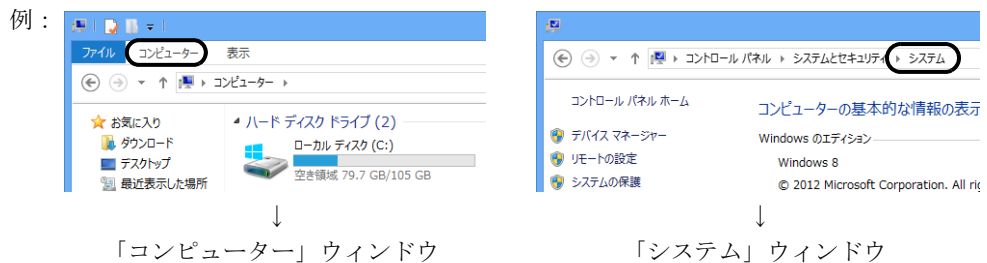 例：
ファイル コンピューター 表示
コンピューター
お気に入り
ダウンロード
デスクトップ
最近表示した場所
ハード ディスク ドライブ (2)
ローカル ディスク (C:)
空き領域 79.7 GB/105 GB
↓
「コンピューター」ウィンドウ
コントロール パネル システムとセキュリティ システム
コントロール パネル ホーム
デバイス マネージャー
リモートの設定
システムの保護
コンピューターの基本的な情報の表示
Windows のエディション
Windows 8
© 2012 Microsoft Corporation. All
↓
「システム」ウィンドウ